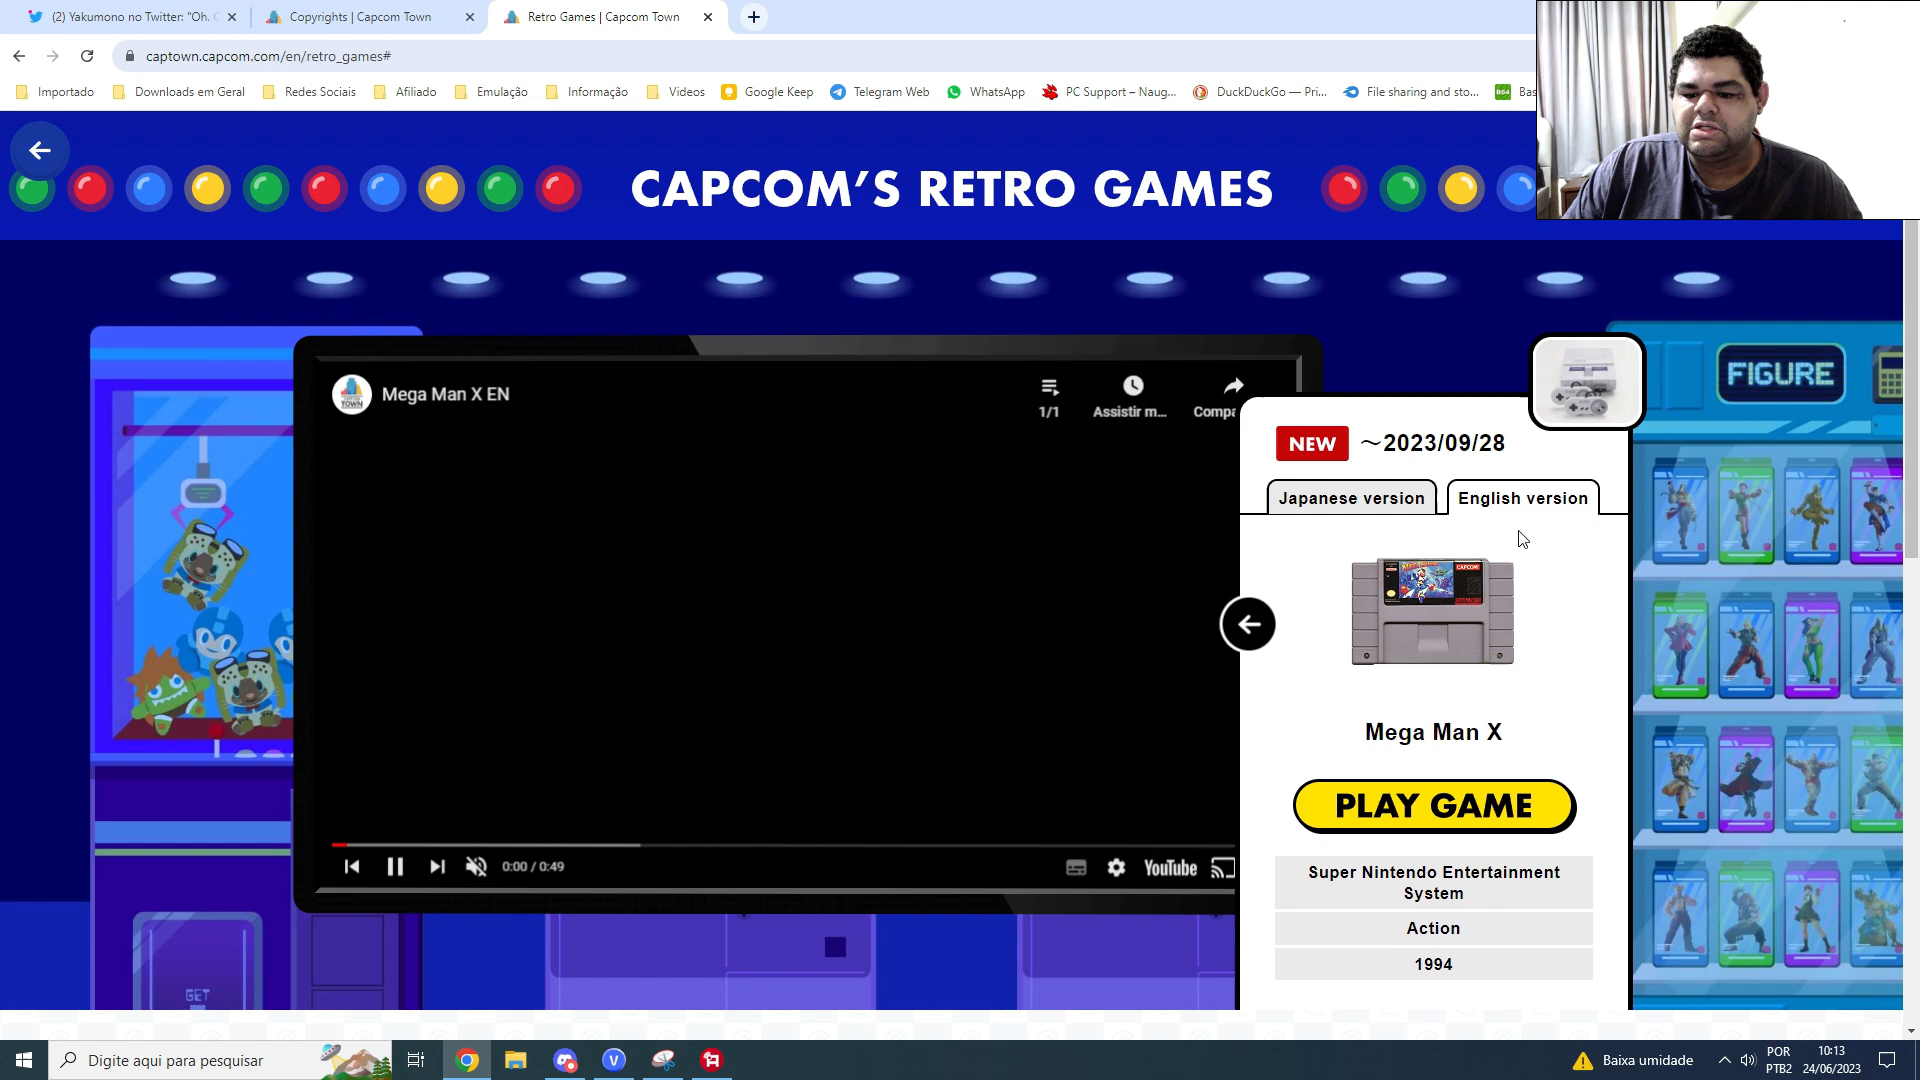 (2) Yakumono no Twitter: "Oh. C
Copyrights | Capcom Town
Retro Games | Capcom Town
captown.capcom.com/en/retro_games#
Importado
Downloads em Geral
Redes Sociais
Afiliado
Emulação
Informação
Videos
Google Keep
Telegram Web
WhatsApp
PC Support – Naug...
DuckDuckGo — Pri...
File sharing and sto...
B64
Bas
CAPCOM'S RETRO GAMES
FIGURE
Mega Man X EN
1/1
Assistir m...
Compa
NEW
～2023/09/28
Japanese version
English version
CAPCOM
Mega Man X
PLAY GAME
0:00 / 0:49
YouTube
Super Nintendo Entertainment
System
Action
1994
GET
Digite aqui para pesquisar
Baixa umidade
POR
PTB2
10:13
24/06/2023